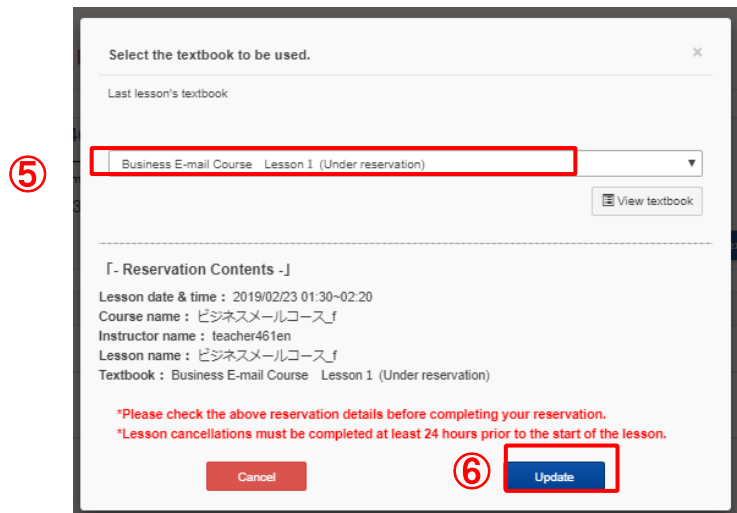 Select the textbook to be used. ×
Last lesson's textbook
⑤
Business E-mail Course　Lesson 1 (Under reservation) ▼
View textbook
「- Reservation Contents -」
Lesson date & time： 2019/02/23 01:30~02:20
Course name： ビジネスメールコース_f
Instructor name： teacher461en
Lesson name： ビジネスメールコース_f
Textbook： Business E-mail Course　Lesson 1 (Under reservation)
*Please check the above reservation details before completing your reservation.
*Lesson cancellations must be completed at least 24 hours prior to the start of the lesson.
Cancel ⑥ Update